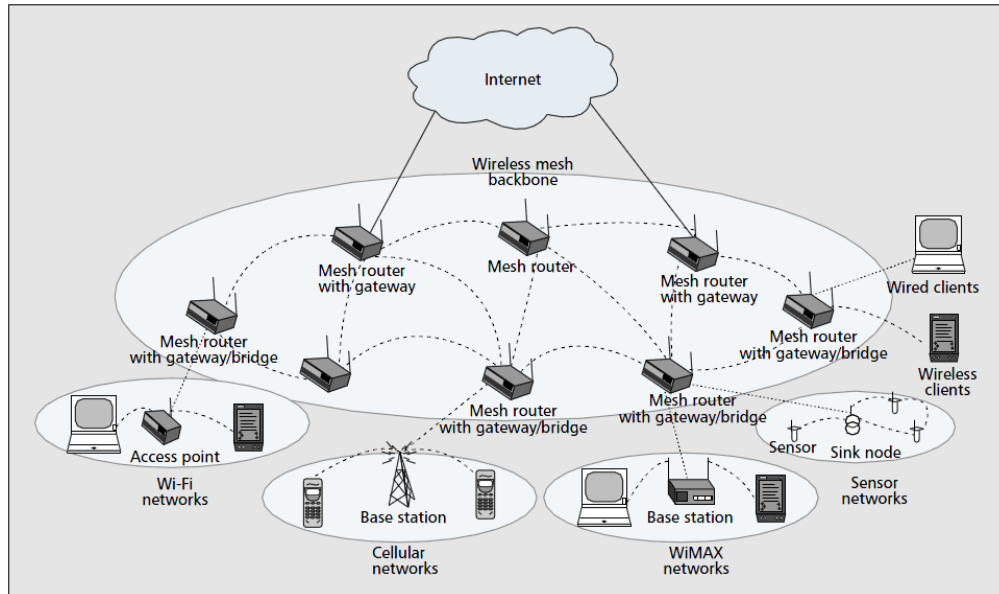 Internet
Wireless mesh
backbone
Mesh router
with gateway
Mesh router
Mesh router
with gateway
Wired clients
Mesh router
with gateway/bridge
Mesh router
with gateway/bridge
Wireless
clients
Mesh router
with gateway/bridge
Mesh router
with gateway/bridge
Access point
Wi-Fi
networks
Sensor
Sink node
Sensor
networks
Base station
Cellular
networks
Base station
WiMAX
networks